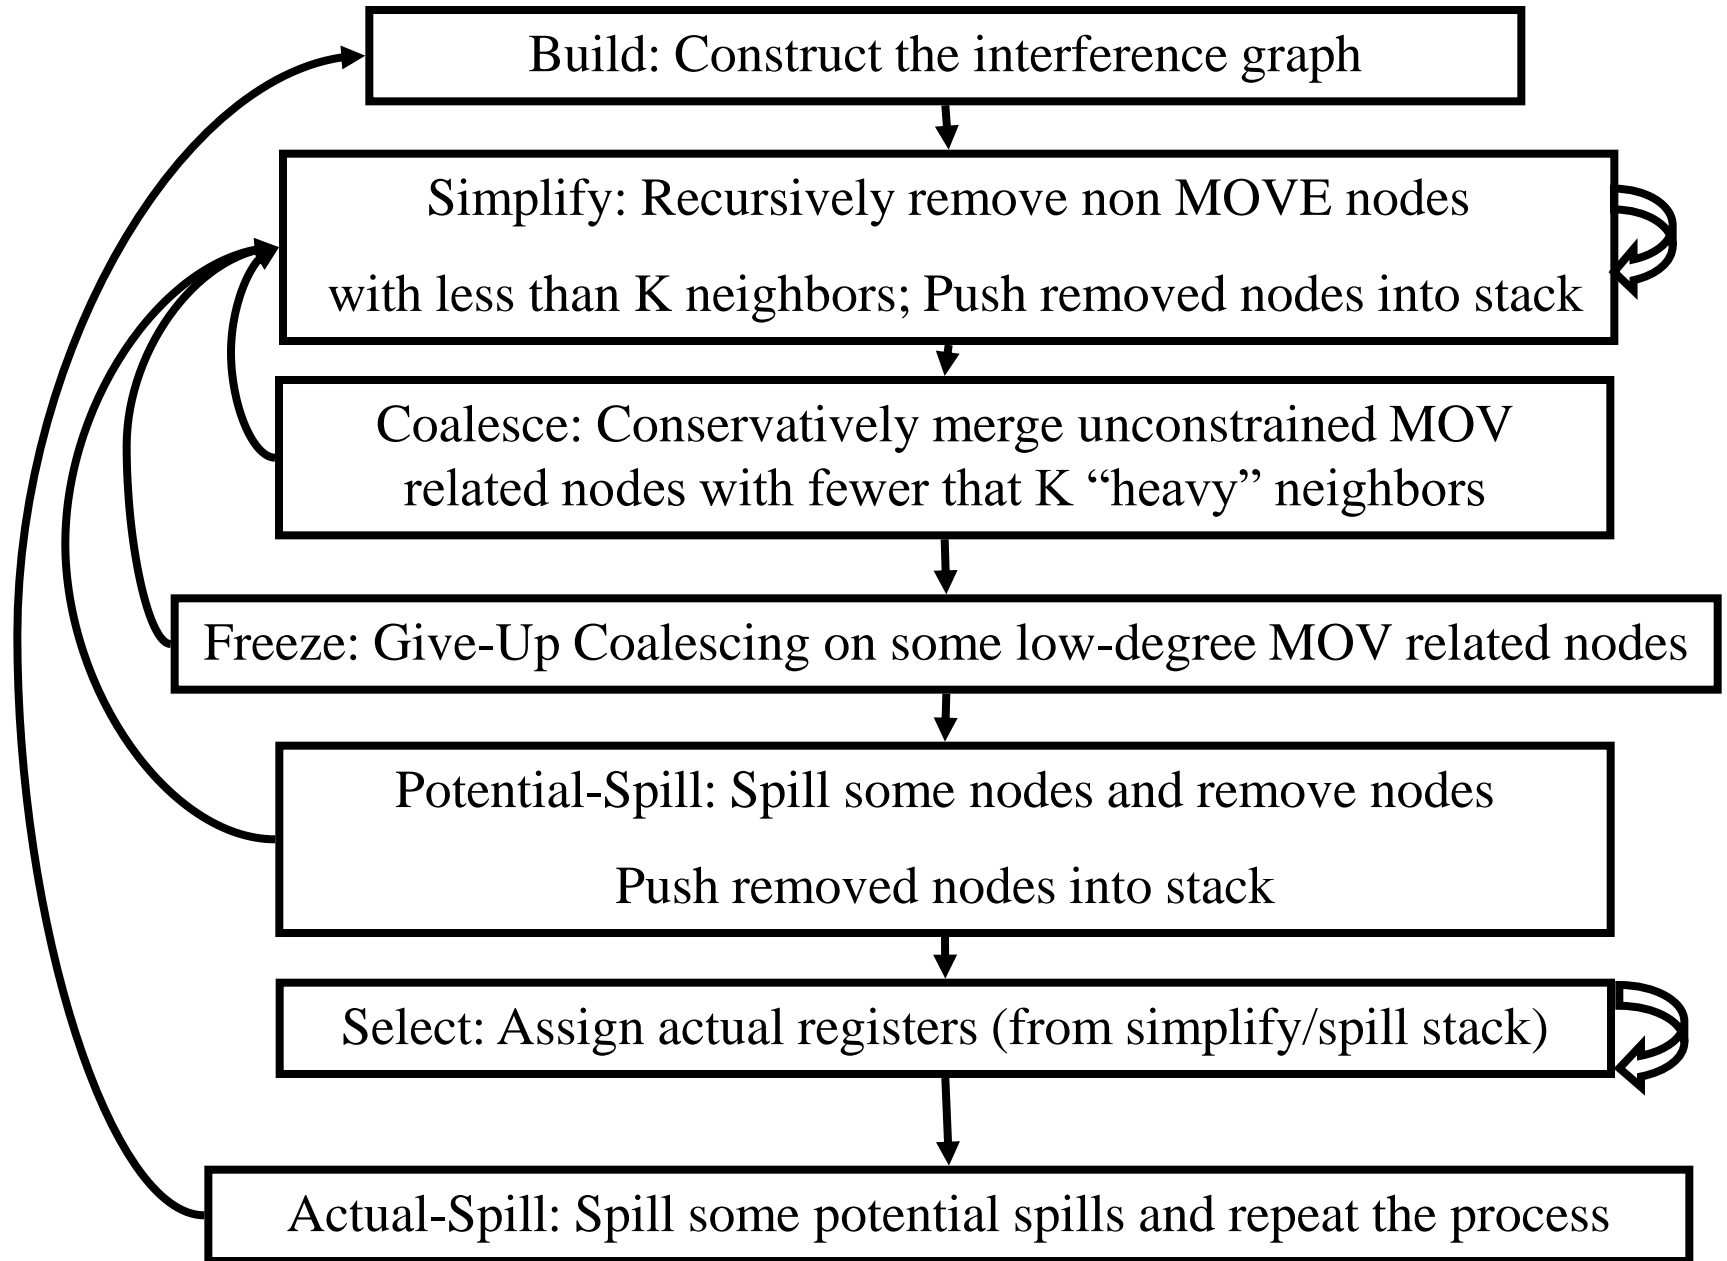 Build: Construct the interference graph
Simplify: Recursively remove non MOVE nodes
with less than K neighbors; Push removed nodes into stack
Coalesce: Conservatively merge unconstrained MOV
related nodes with fewer that K “heavy” neighbors
Freeze: Give-Up Coalescing on some low-degree MOV related nodes
Potential-Spill: Spill some nodes and remove nodes
Push removed nodes into stack
Select: Assign actual registers (from simplify/spill stack)
Actual-Spill: Spill some potential spills and repeat the process